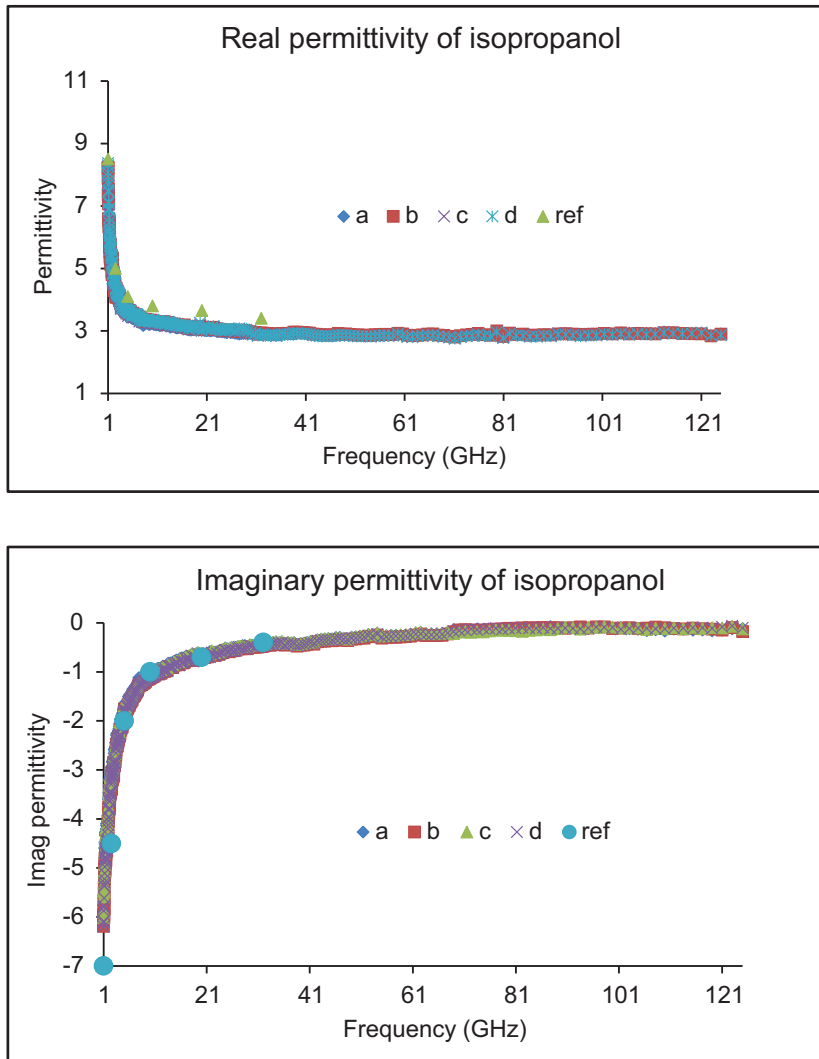 Real permittivity of isopropanol
11
9
7
5
3
1
Permittivity
a b c d ref
1 21 41 61 81 101 121
Frequency (GHz)
Imaginary permittivity of isopropanol
0
-1
-2
-3
-4
-5
-6
-7
Imag permittivity
a b c d ref
1 21 41 61 81 101 121
Frequency (GHz)